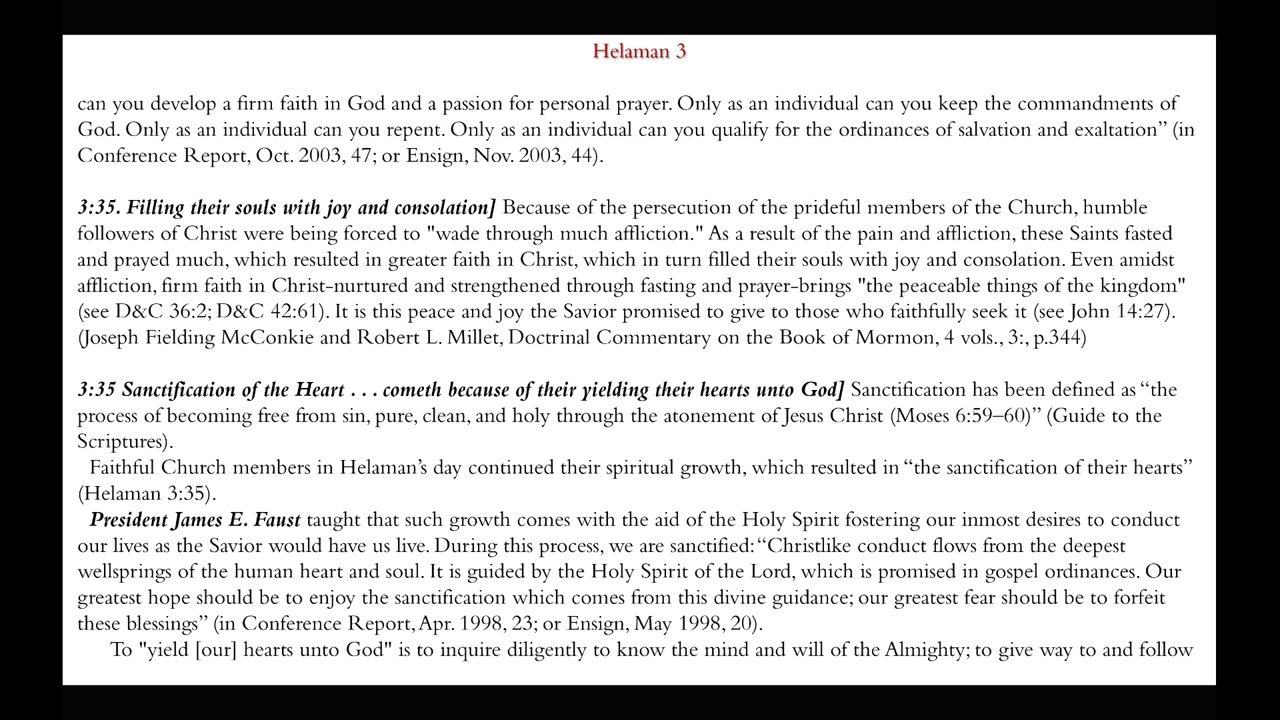 Helaman 3
can you develop a firm faith in God and a passion for personal prayer. Only as an individual can you keep the commandments of
God. Only as an individual can you repent. Only as an individual can you qualify for the ordinances of salvation and exaltation” (in
Conference Report, Oct. 2003, 47; or Ensign, Nov. 2003, 44).
3:35. Filling their souls with joy and consolation] Because of the persecution of the prideful members of the Church, humble
followers of Christ were being forced to "wade through much affliction." As a result of the pain and affliction, these Saints fasted
and prayed much, which resulted in greater faith in Christ, which in turn filled their souls with joy and consolation. Even amidst
affliction, firm faith in Christ-nurtured and strengthened through fasting and prayer-brings "the peaceable things of the kingdom"
(see D&C 36:2; D&C 42:61). It is this peace and joy the Savior promised to give to those who faithfully seek it (see John 14:27).
(Joseph Fielding McConkie and Robert L. Millet, Doctrinal Commentary on the Book of Mormon, 4 vols., 3:, p.344)
3:35 Sanctification of the Heart . . . cometh because of their yielding their hearts unto God] Sanctification has been defined as “the
process of becoming free from sin, pure, clean, and holy through the atonement of Jesus Christ (Moses 6:59–60)” (Guide to the
Scriptures).
Faithful Church members in Helaman’s day continued their spiritual growth, which resulted in “the sanctification of their hearts”
(Helaman 3:35).
President James E. Faust taught that such growth comes with the aid of the Holy Spirit fostering our inmost desires to conduct
our lives as the Savior would have us live. During this process, we are sanctified: “Christlike conduct flows from the deepest
wellsprings of the human heart and soul. It is guided by the Holy Spirit of the Lord, which is promised in gospel ordinances. Our
greatest hope should be to enjoy the sanctification which comes from this divine guidance; our greatest fear should be to forfeit
these blessings” (in Conference Report, Apr. 1998, 23; or Ensign, May 1998, 20).
To "yield [our] hearts unto God" is to inquire diligently to know the mind and will of the Almighty; to give way to and follow